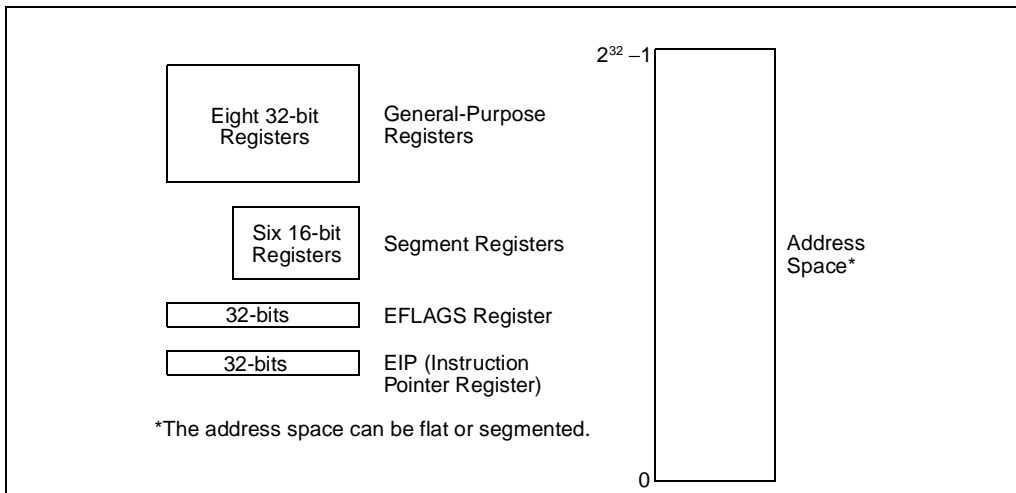 2³² –1
Eight 32-bit
Registers
General-Purpose
Registers
Six 16-bit
Registers
Segment Registers
Address
Space*
32-bits
EFLAGS Register
32-bits
EIP (Instruction
Pointer Register)
*The address space can be flat or segmented.
0